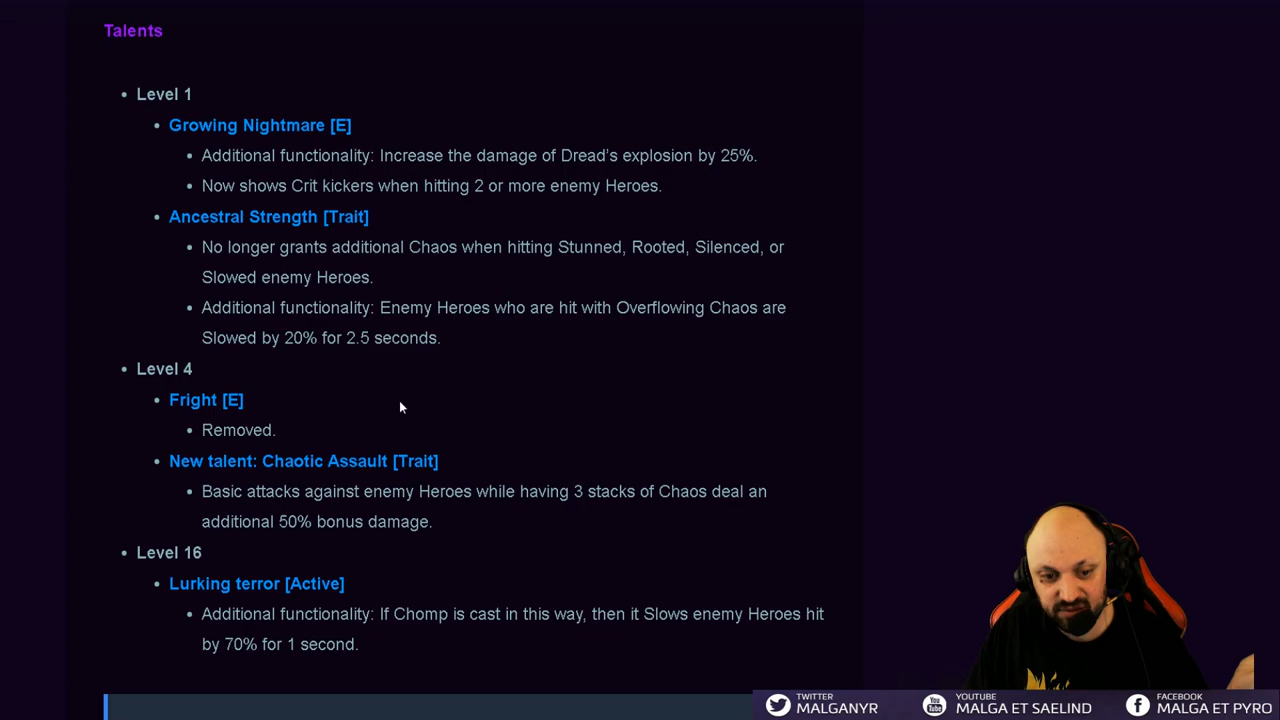 Talents
Level 1
Growing Nightmare [E]
Additional functionality: Increase the damage of Dread's explosion by 25%.
Now shows Crit kickers when hitting 2 or more enemy Heroes.
Ancestral Strength [Trait]
No longer grants additional Chaos when hitting Stunned, Rooted, Silenced, or
Slowed enemy Heroes.
Additional functionality: Enemy Heroes who are hit with Overflowing Chaos are
Slowed by 20% for 2.5 seconds.
Level 4
Fright [E]
Removed.
New talent: Chaotic Assault [Trait]
Basic attacks against enemy Heroes while having 3 stacks of Chaos deal an
additional 50% bonus damage.
Level 16
Lurking terror [Active]
Additional functionality: If Chomp is cast in this way, then it Slows enemy Heroes hit
by 70% for 1 second.
TWITTER
MALGANYR
You Tube
YOUTUBE
MALGA ET SAELIND
FACEBOOK
MALGA ET PYRO